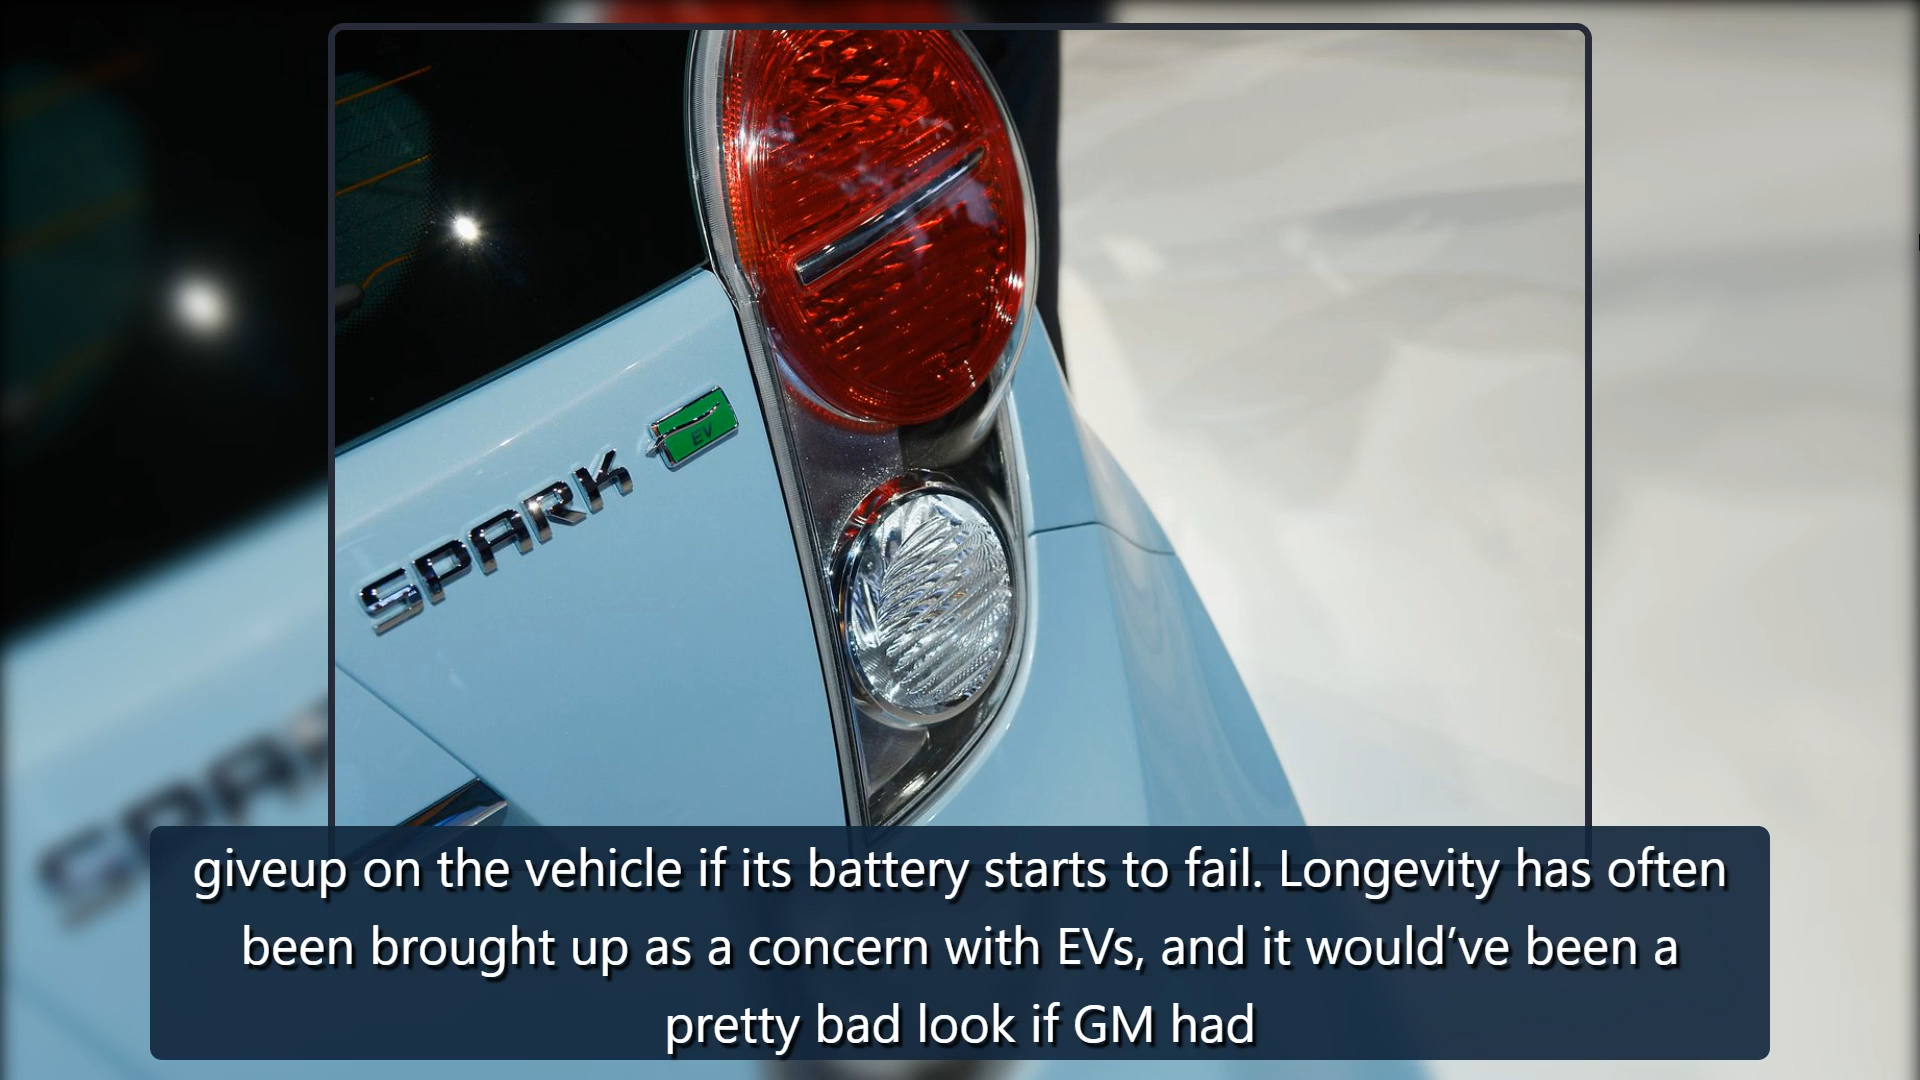 SPARK
EV
giveup on the vehicle if its battery starts to fail. Longevity has often
been brought up as a concern with EVs, and it would’ve been a
pretty bad look if GM had